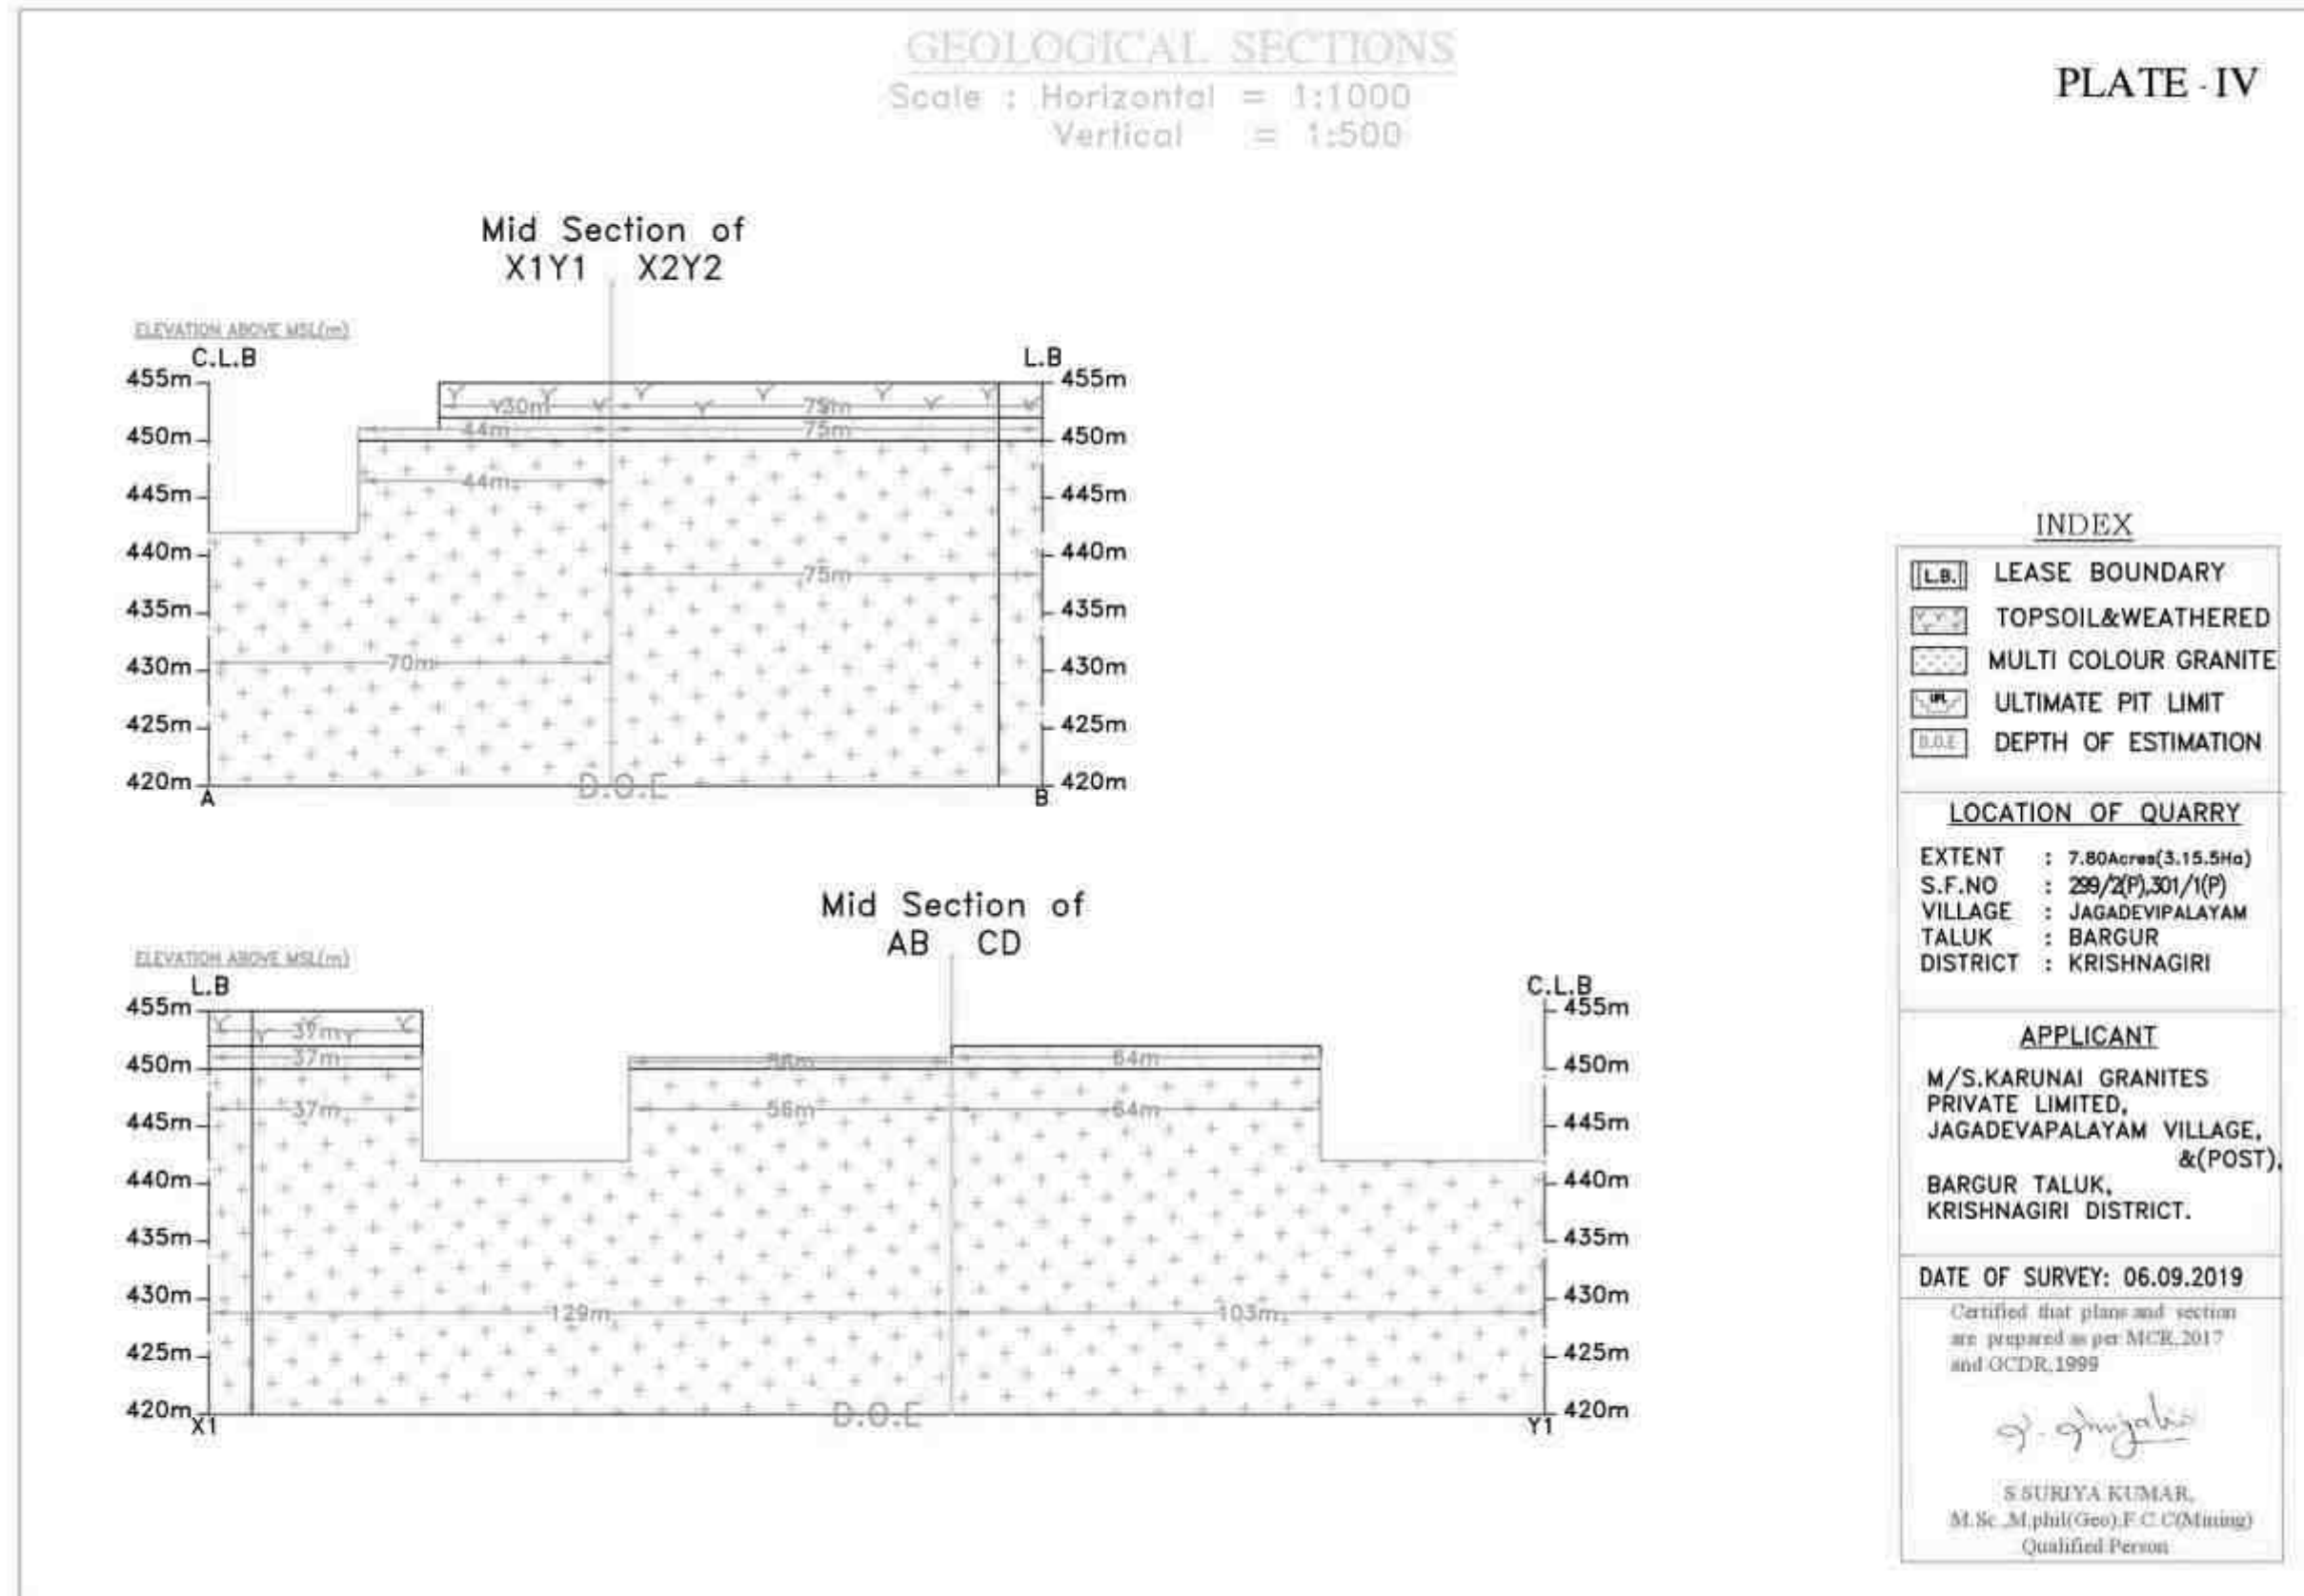 GEOLOGICAL SECTIONS
Scale : Horizontal = 1:1000
Vertical = 1:500
PLATE - IV
Mid Section of
X1Y1 X2Y2
ELEVATION ABOVE MSL(m)
C.L.B L.B
455m 455m
30m 75m
44m 75m
450m 450m
44m
445m 445m
440m 440m
75m
435m 435m
70m
430m 430m
425m 425m
420m 420m
A D.O.E B
Mid Section of
AB CD
ELEVATION ABOVE MSL(m)
L.B C.L.B
455m 455m
37m
37m 56m 64m
450m 450m
37m 56m 64m
445m 445m
440m 440m
435m 435m
430m 430m
129m 103m
425m 425m
420m 420m
X1 D.O.E Y1
INDEX
L.B. LEASE BOUNDARY
TOPSOIL&WEATHERED
MULTI COLOUR GRANITE
UPL ULTIMATE PIT LIMIT
D.O.E DEPTH OF ESTIMATION
LOCATION OF QUARRY
EXTENT : 7.80Acres(3.15.5Ha)
S.F.NO : 299/2(P),301/1(P)
VILLAGE : JAGADEVIPALAYAM
TALUK : BARGUR
DISTRICT : KRISHNAGIRI
APPLICANT
M/S.KARUNAI GRANITES
PRIVATE LIMITED,
JAGADEVAPALAYAM VILLAGE,
&(POST),
BARGUR TALUK,
KRISHNAGIRI DISTRICT.
DATE OF SURVEY: 06.09.2019
Certified that plans and section
are prepared as per MCR,2017
and GCDR,1999
S.SURIYA KUMAR,
M.Sc.,M.phil(Geo),F.C.C(Mining)
Qualified Person